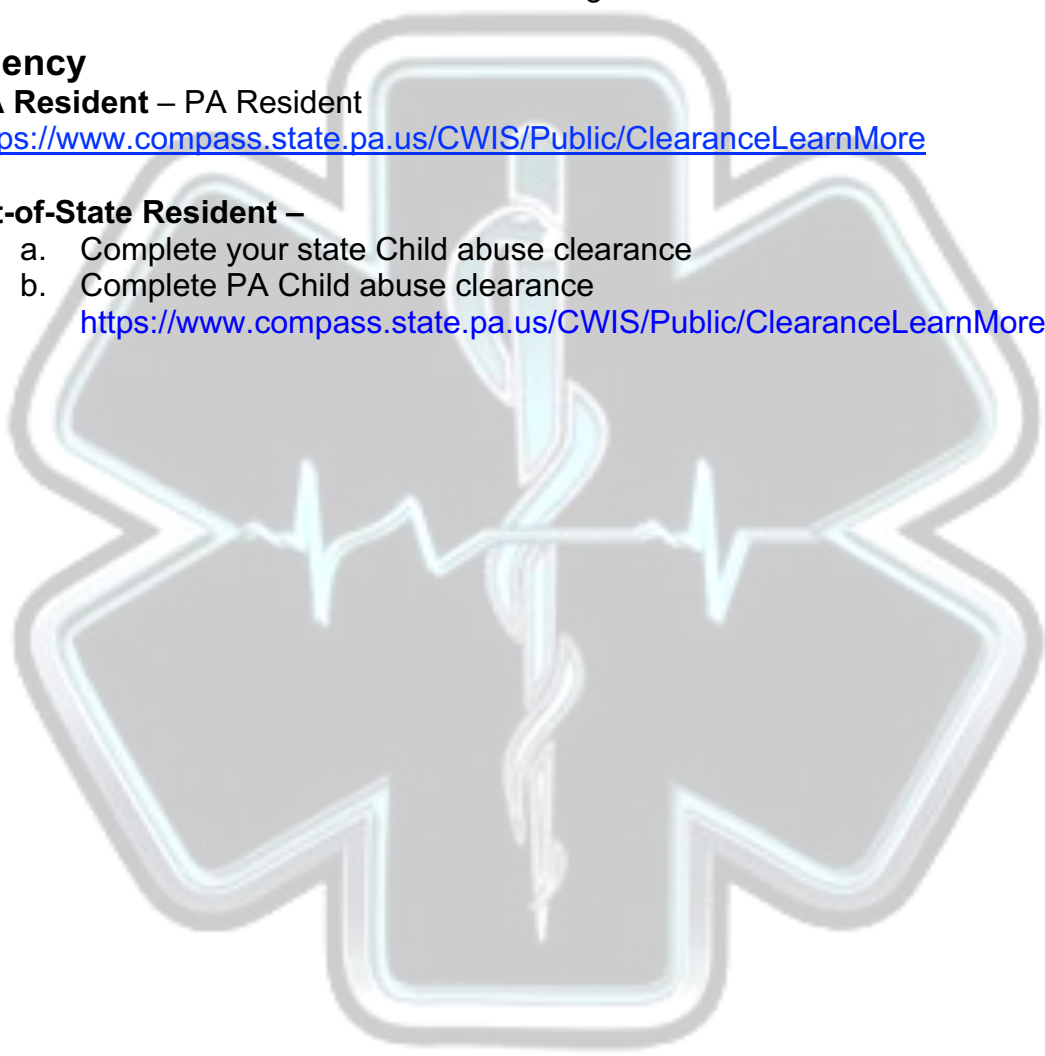 ency
Resident – PA Resident
ps://www.compass.state.pa.us/CWIS/Public/ClearanceLearnMore
t-of-State Resident –
a. Complete your state Child abuse clearance
b. Complete PA Child abuse clearance
https://www.compass.state.pa.us/CWIS/Public/ClearanceLearnMore